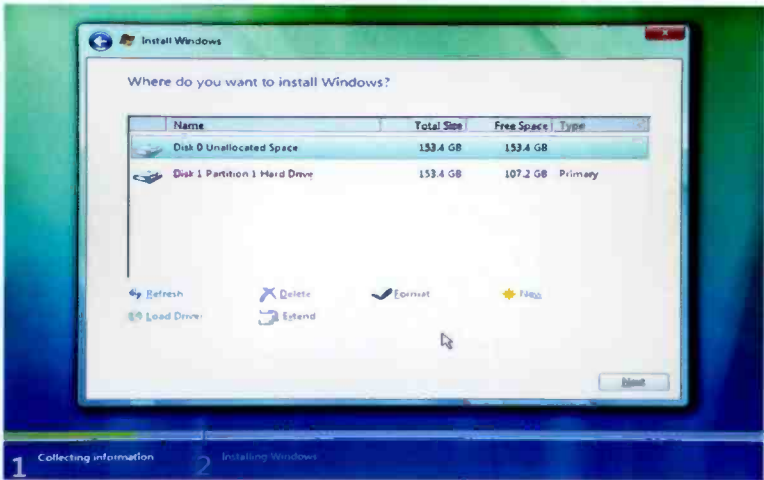 Install Windows
Where do you want to install Windows?
Name Total Size Free Space Type
Disk 0 Unallocated Space 153.4 GB 153.4 GB
Disk 1 Partition 1 Hard Drive 153.4 GB 107.2 GB Primary
Refresh Delete Format New
Load Driver Extend
Next
1 Collecting information 2 Installing Windows